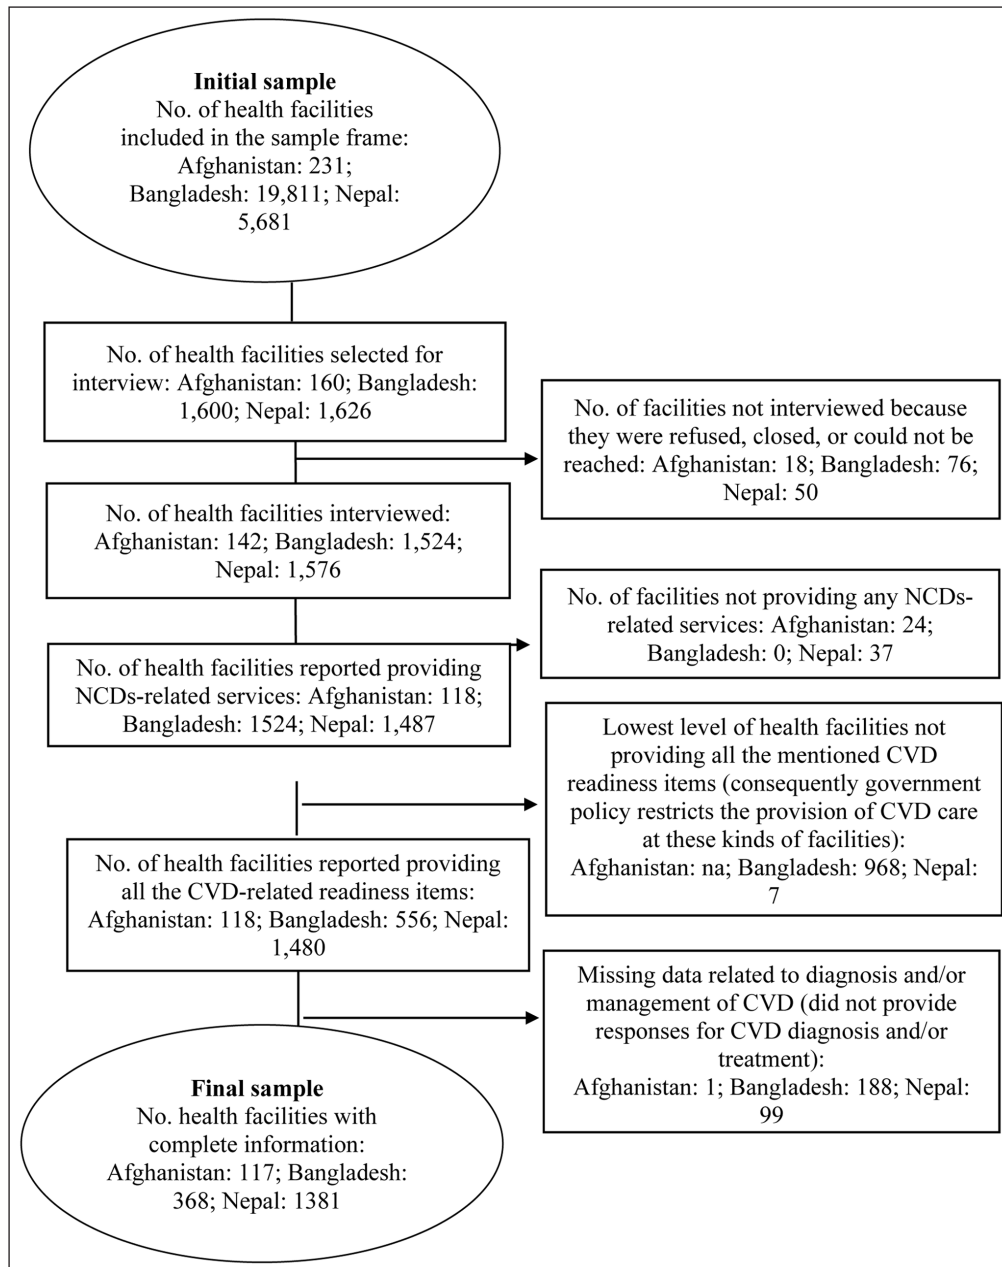 Initial sample
No. of health facilities
included in the sample frame:
Afghanistan: 231;
Bangladesh: 19,811; Nepal:
5,681
No. of health facilities selected for
interview: Afghanistan: 160; Bangladesh:
1,600; Nepal: 1,626
No. of facilities not interviewed because
they were refused, closed, or could not be
reached: Afghanistan: 18; Bangladesh: 76;
Nepal: 50
No. of health facilities interviewed:
Afghanistan: 142; Bangladesh: 1,524;
Nepal: 1,576
No. of facilities not providing any NCDs-
related services: Afghanistan: 24;
Bangladesh: 0; Nepal: 37
No. of health facilities reported providing
NCDs-related services: Afghanistan: 118;
Bangladesh: 1524; Nepal: 1,487
Lowest level of health facilities not
providing all the mentioned CVD
readiness items (consequently government
policy restricts the provision of CVD care
at these kinds of facilities):
Afghanistan: na; Bangladesh: 968; Nepal:
7
No. of health facilities reported providing
all the CVD-related readiness items:
Afghanistan: 118; Bangladesh: 556; Nepal:
1,480
Missing data related to diagnosis and/or
management of CVD (did not provide
responses for CVD diagnosis and/or
treatment):
Afghanistan: 1; Bangladesh: 188; Nepal:
99
Final sample
No. health facilities with
complete information:
Afghanistan: 117; Bangladesh:
368; Nepal: 1381